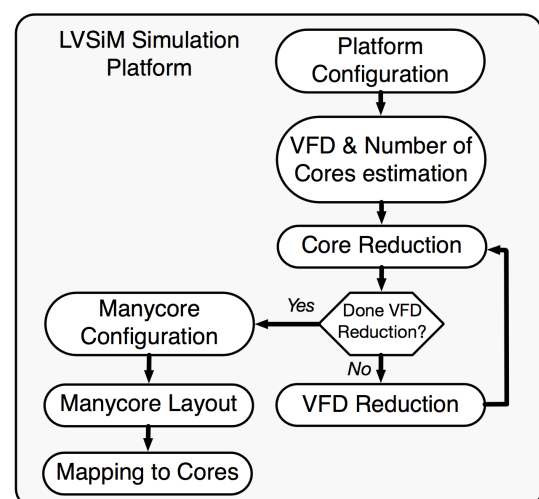 LVSiM Simulation
Platform
Platform
Configuration
VFD & Number of
Cores estimation
Core Reduction
Done VFD
Reduction?
Yes
No
Manycore
Configuration
VFD Reduction
Manycore Layout
Mapping to Cores